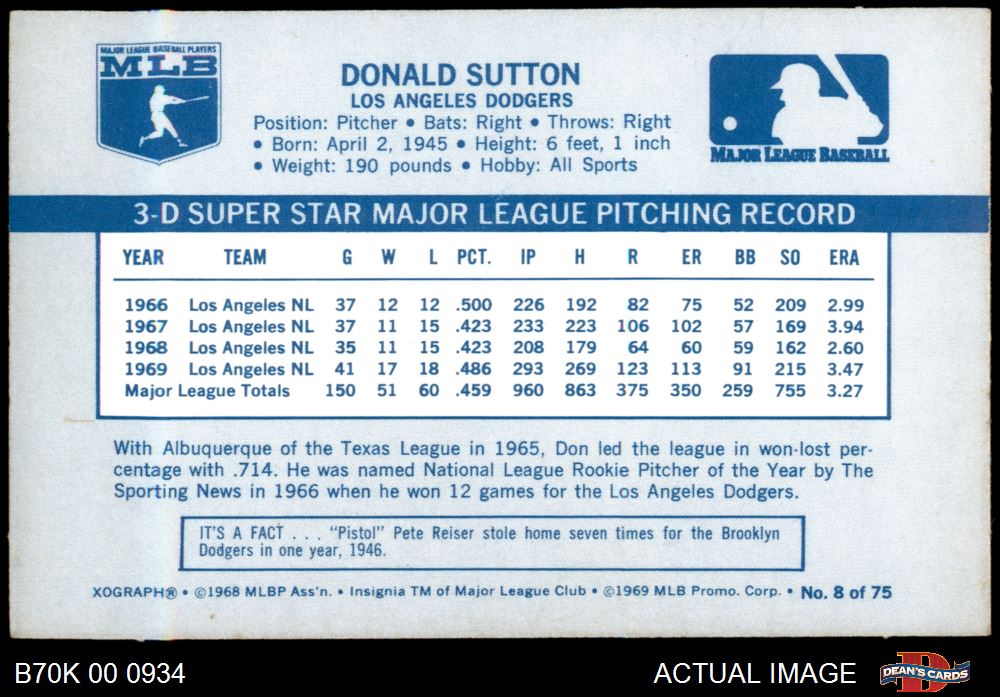 MAJOR LEAGUE BASEBALL PLAYERS
MLB
DONALD SUTTON
LOS ANGELES DODGERS
Position: Pitcher • Bats: Right • Throws: Right
• Born: April 2, 1945 • Height: 6 feet, 1 inch
• Weight: 190 pounds • Hobby: All Sports
MAJOR LEAGUE BASEBALL
3-D SUPER STAR MAJOR LEAGUE PITCHING RECORD
YEAR TEAM G W L PCT. IP H R ER BB SO ERA
1966 Los Angeles NL 37 12 12 .500 226 192 82 75 52 209 2.99
1967 Los Angeles NL 37 11 15 .423 233 223 106 102 57 169 3.94
1968 Los Angeles NL 35 11 15 .423 208 179 64 60 59 162 2.60
1969 Los Angeles NL 41 17 18 .486 293 269 123 113 91 215 3.47
Major League Totals 150 51 60 .459 960 863 375 350 259 755 3.27
With Albuquerque of the Texas League in 1965, Don led the league in won-lost per-
centage with .714. He was named National League Rookie Pitcher of the Year by The
Sporting News in 1966 when he won 12 games for the Los Angeles Dodgers.
IT'S A FACT . . . "Pistol" Pete Reiser stole home seven times for the Brooklyn
Dodgers in one year, 1946.
XOGRAPH® • ©1968 MLBP Ass'n. • Insignia TM of Major League Club • ©1969 MLB Promo. Corp. • No. 8 of 75
B70K 00 0934
ACTUAL IMAGE
DEAN'S CARDS